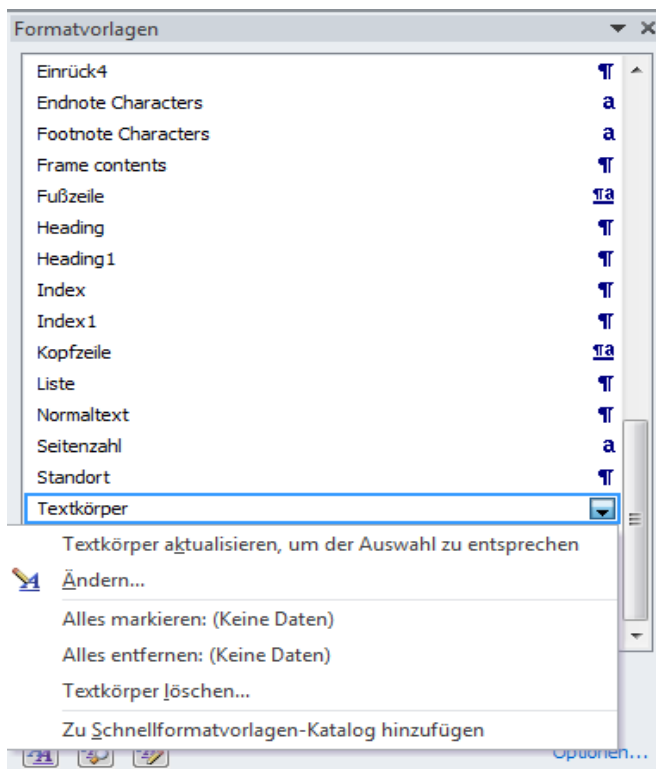 Formatvorlagen
Einrück4 ¶
Endnote Characters a
Footnote Characters a
Frame contents ¶
Fußzeile ¶a
Heading ¶
Heading1 ¶
Index ¶
Index1 ¶
Kopfzeile ¶a
Liste ¶
Normaltext ¶
Seitenzahl a
Standort ¶
Textkörper
Textkörper aktualisieren, um der Auswahl zu entsprechen
Ändern...
Alles markieren: (Keine Daten)
Alles entfernen: (Keine Daten)
Textkörper löschen...
Zu Schnellformatvorlagen-Katalog hinzufügen
Optionen...